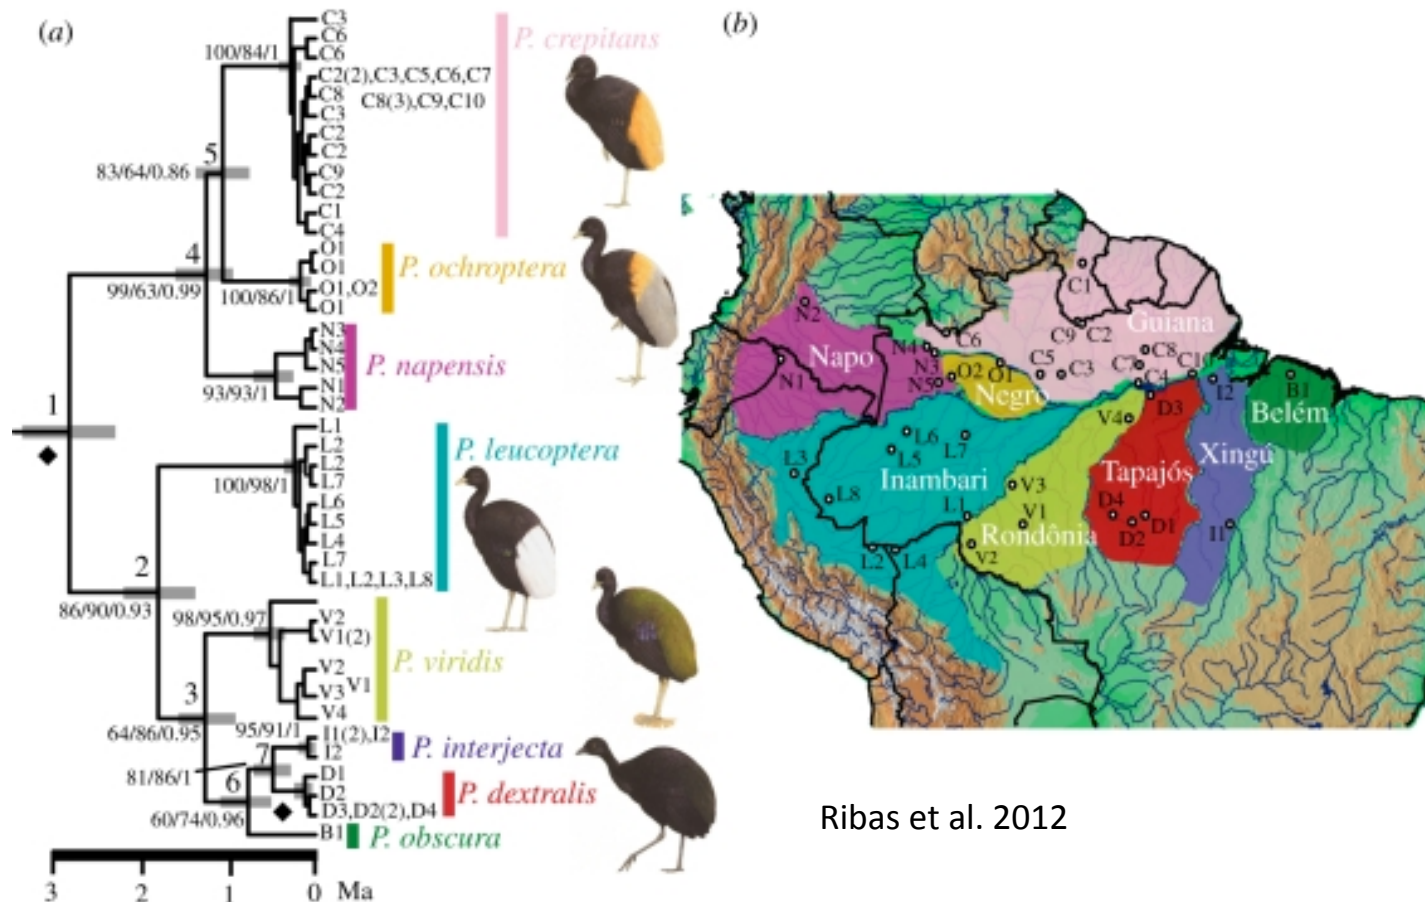 (a)
C3
C6
C6
100/84/1
C2(2),C3,C5,C6,C7
C8
C8(3),C9,C10
C3
C2
C2
C9
C2
C1
C4
P. crepitans
5
83/64/0.86
O1
O1
O1,O2
O1
P. ochroptera
4
99/63/0.99
100/86/1
N3
N5
N1
N2
P. napensis
93/93/1
1
L1
L2
L2
L7
L6
L5
L4
L7
L1,L2,L3,L8
P. leucoptera
100/98/1
2
86/90/0.93
98/95/0.97
V2
V1(2)
V2
V1
V3
V4
P. viridis
3
64/86/0.95
95/91/1
I1(2),I2
I2
P. interjecta
7
81/86/1
D1
D2
D3,D2(2),D4
P. dextralis
6
60/74/0.96
B1
P. obscura
3
2
1
0
Ma
(b)
C1
N2
Guiana
C9
C2
C6
Napo
N4
N3
N5
N1
O2
O1
Negro
C5
C3
C8
C7
C4
I2
B1
Belém
D3
V4
L6
L7
L5
L3
Inambari
L8
L1
V3
V1
Rondônia
V2
L2
L4
Tapajós
D4
D1
D2
Xingú
I1
Ribas et al. 2012